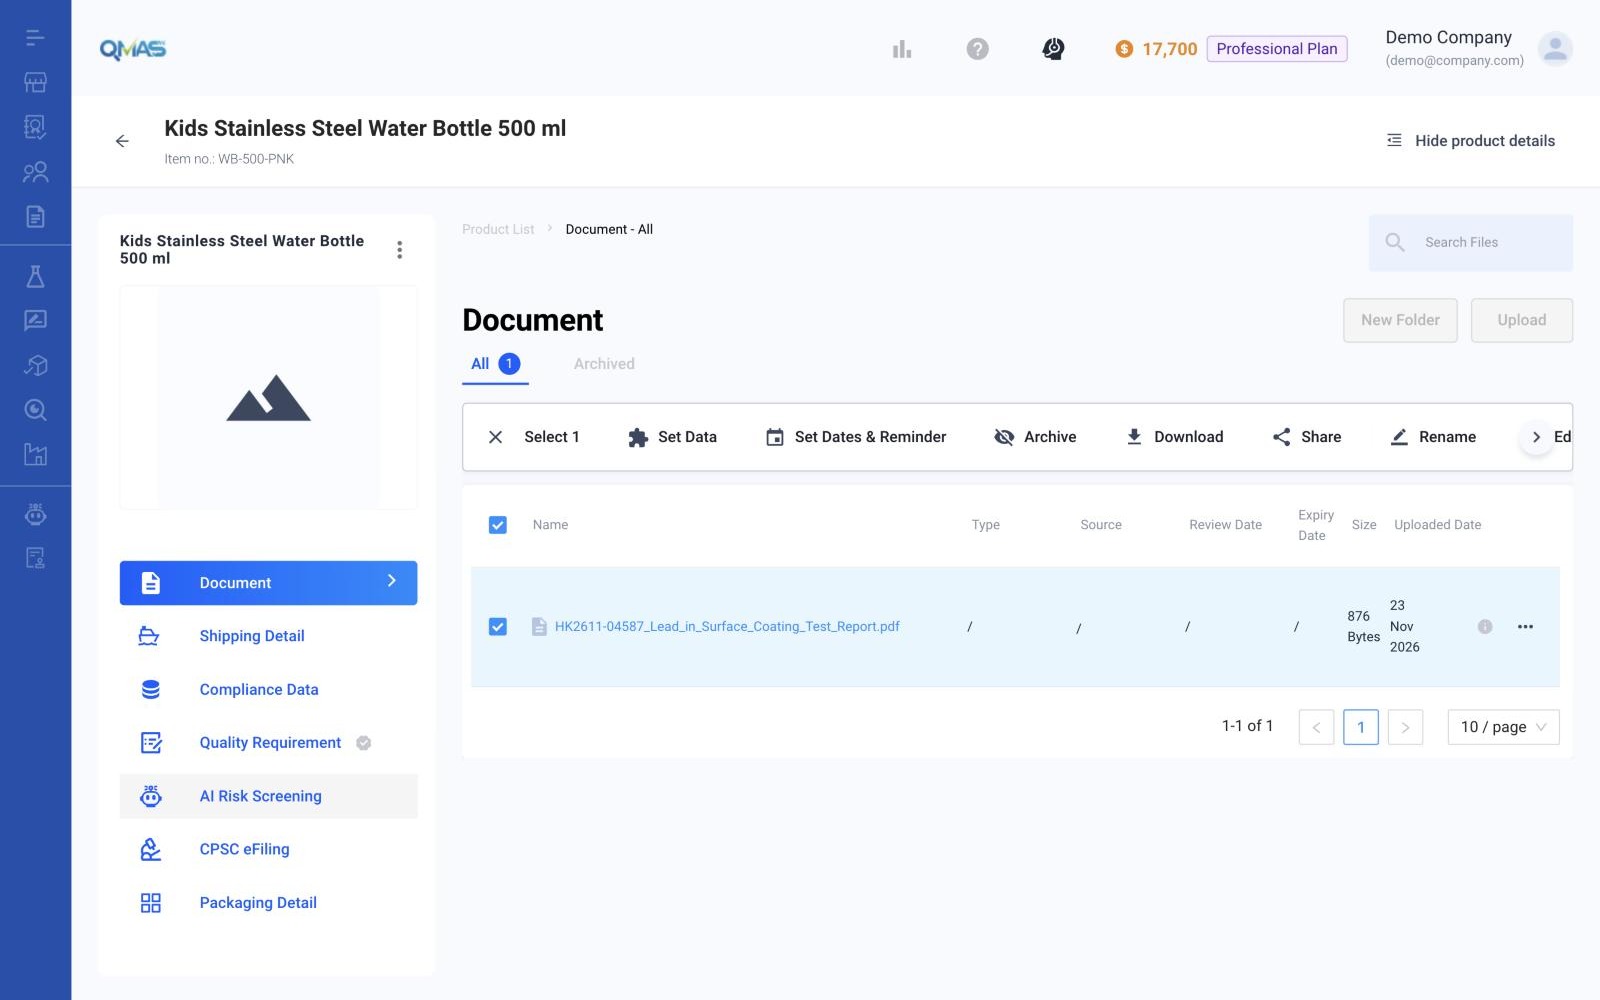 QMAS
17,700
Professional Plan
Demo Company
(demo@company.com)
Kids Stainless Steel Water Bottle 500 ml
Item no.: WB-500-PNK
Hide product details
Kids Stainless Steel Water Bottle
500 ml
Document
Shipping Detail
Compliance Data
Quality Requirement
AI Risk Screening
CPSC eFiling
Packaging Detail
Product List > Document - All
Search Files
Document
New Folder
Upload
All 1
Archived
Select 1
Set Data
Set Dates & Reminder
Archive
Download
Share
Rename
Ed
Name
Type
Source
Review Date
Expiry
Date
Size
Uploaded Date
HK2611-04587_Lead_in_Surface_Coating_Test_Report.pdf
/
/
/
/
876
Bytes
23
Nov
2026
1-1 of 1
<
1
>
10 / page